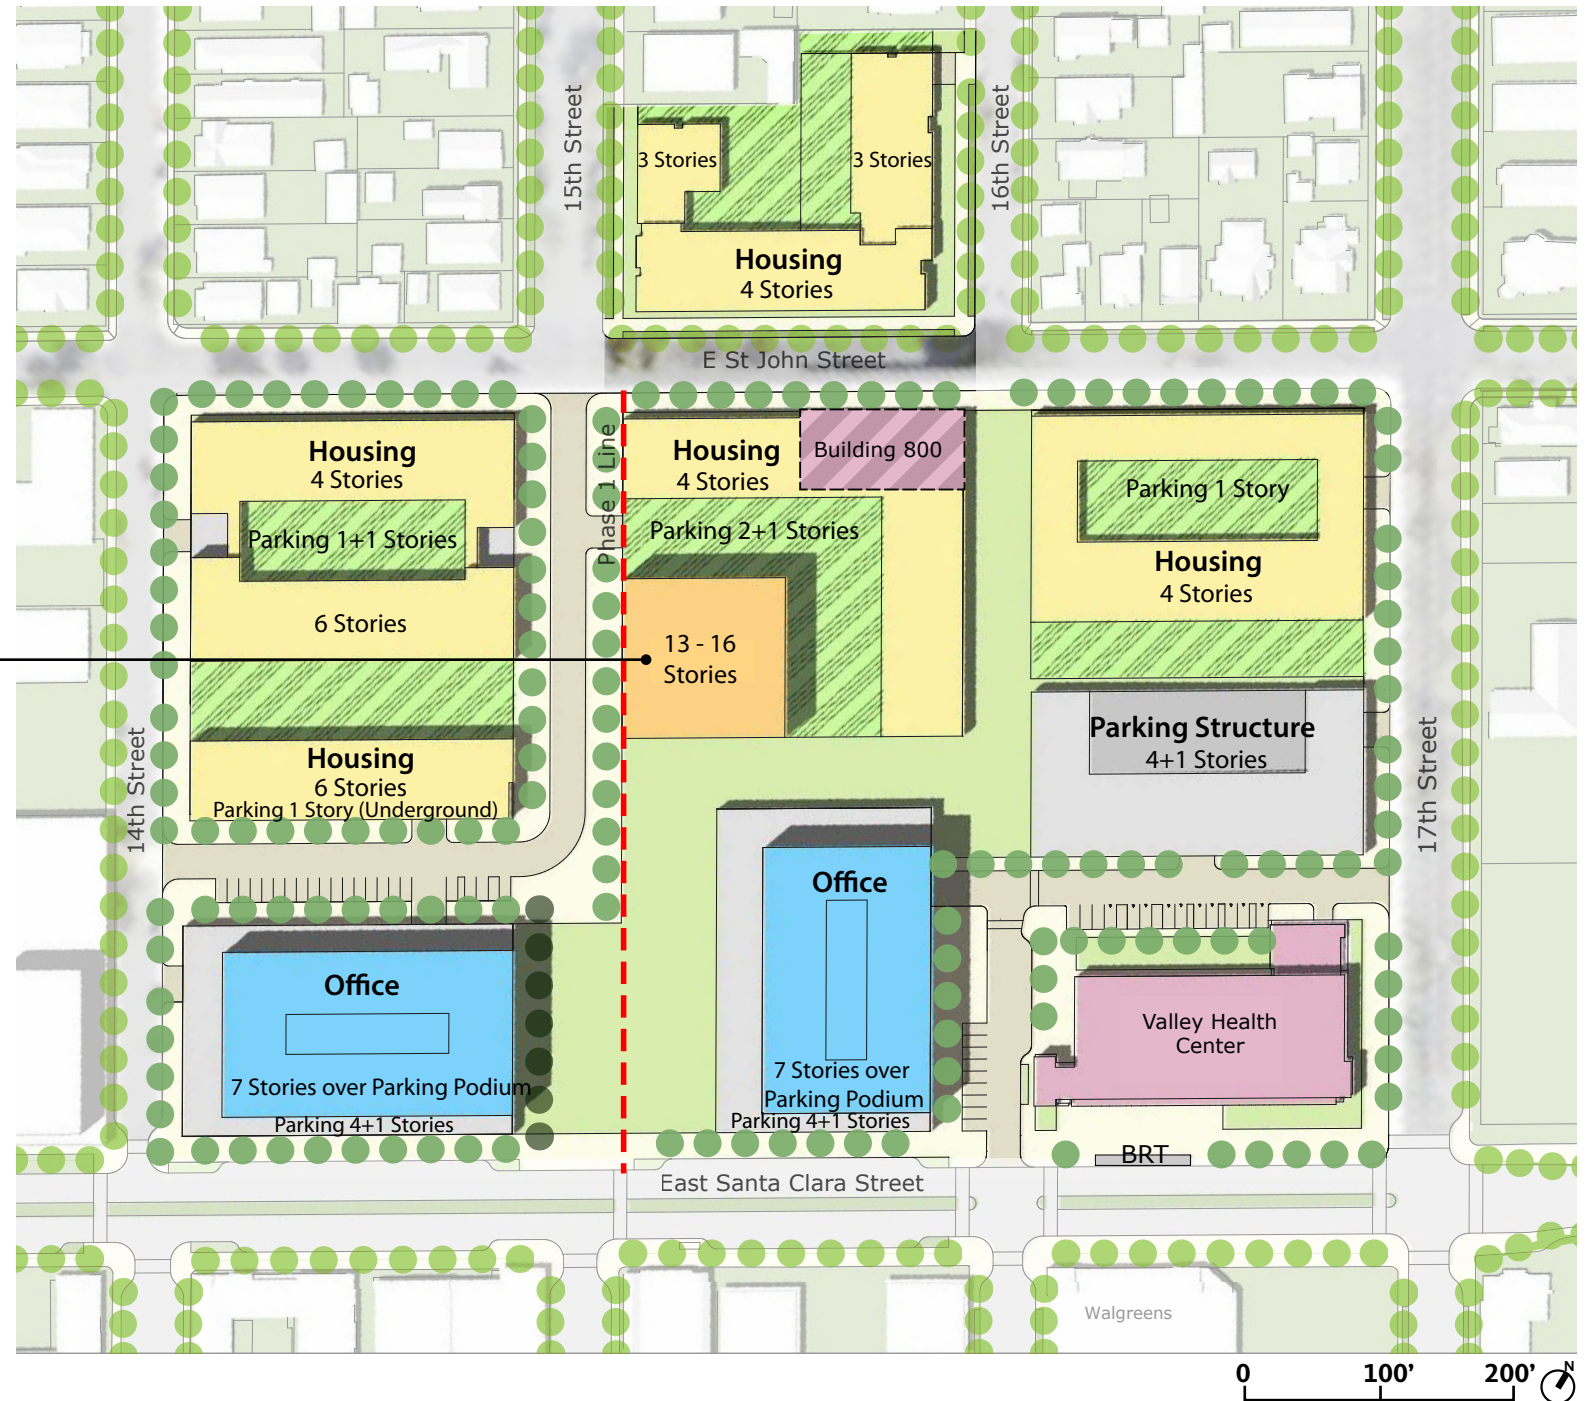 15th Street
16th Street
3 Stories
3 Stories
Housing
4 Stories
E St John Street
Phase 1 Line
Housing
4 Stories
Parking 1+1 Stories
6 Stories
Housing
6 Stories
Parking 1 Story (Underground)
Housing
4 Stories
Building 800
Parking 2+1 Stories
13 - 16
Stories
Parking 1 Story
Housing
4 Stories
Parking Structure
4+1 Stories
14th Street
17th Street
Office
7 Stories over Parking Podium
Parking 4+1 Stories
Office
7 Stories over
Parking Podium
Parking 4+1 Stories
Valley Health
Center
BRT
East Santa Clara Street
Walgreens
0 100' 200'
N